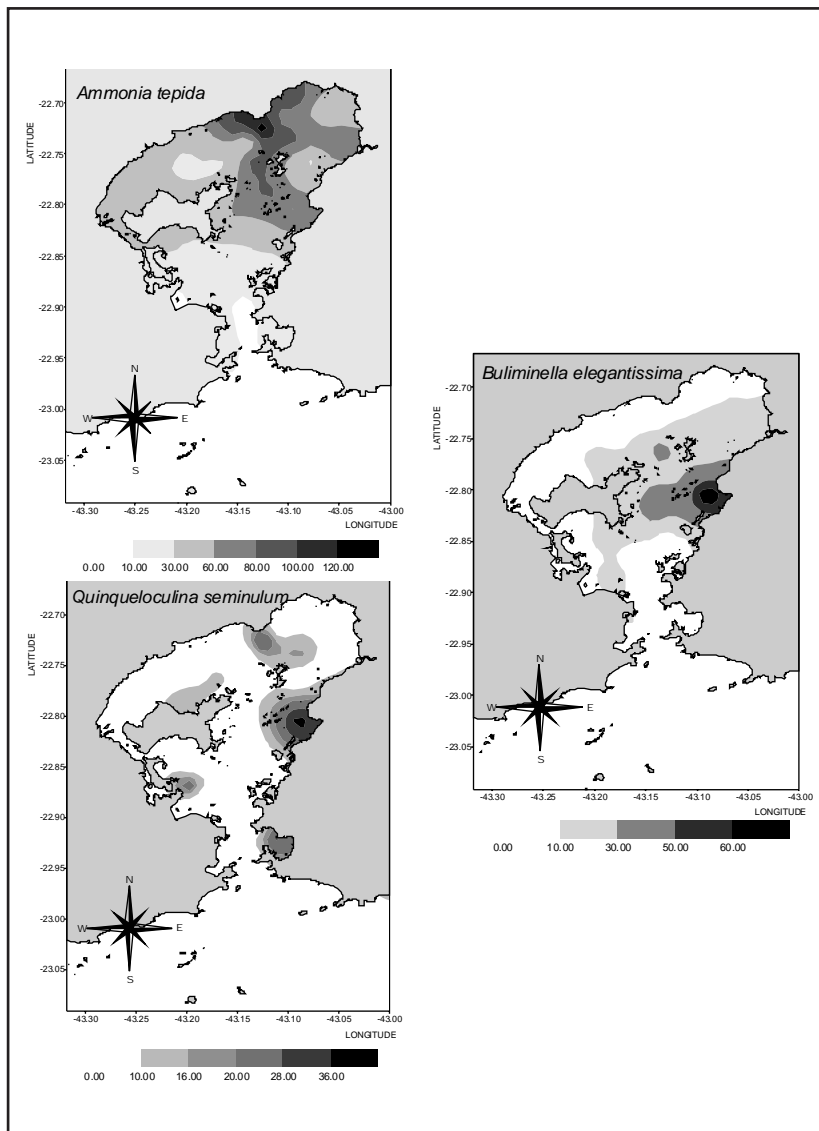 Ammonia tepida
LATITUDE
-22.70
-22.75
-22.80
-22.85
-22.90
-22.95
-23.00
-23.05
N
W E
S
-43.30 -43.25 -43.20 -43.15 -43.10 -43.05 -43.00
LONGITUDE
0.00 10.00 30.00 60.00 80.00 100.00 120.00
Buliminella elegantissima
LATITUDE
-22.70
-22.75
-22.80
-22.85
-22.90
-22.95
-23.00
-23.05
N
W E
S
-43.30 -43.25 -43.20 -43.15 -43.10 -43.05 -43.00
LONGITUDE
0.00 10.00 30.00 50.00 60.00
Quinqueloculina seminulum
LATITUDE
-22.70
-22.75
-22.80
-22.85
-22.90
-22.95
-23.00
-23.05
N
W E
S
-43.30 -43.25 -43.20 -43.15 -43.10 -43.05 -43.00
LONGITUDE
0.00 10.00 16.00 20.00 28.00 36.00